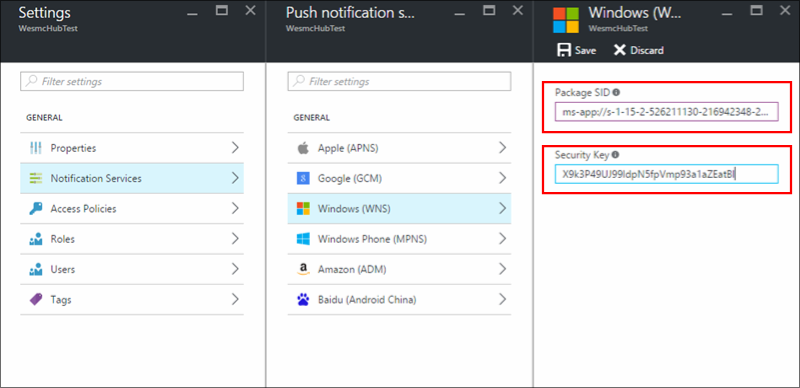 Settings
WesmcHubTest
Filter settings
GENERAL
Properties
Notification Services
Access Policies
Roles
Users
Tags
Push notification s...
WesmcHubTest
Filter settings
GENERAL
Apple (APNS)
Google (GCM)
Windows (WNS)
Windows Phone (MPNS)
Amazon (ADM)
Baidu (Android China)
Windows (W...
WesmcHubTest
Save Discard
Package SID
ms-app://s-1-15-2-526211130-216942348-2...
Security Key
X9k3P49UJ99ldpN5fpVmp93a1aZEatBl